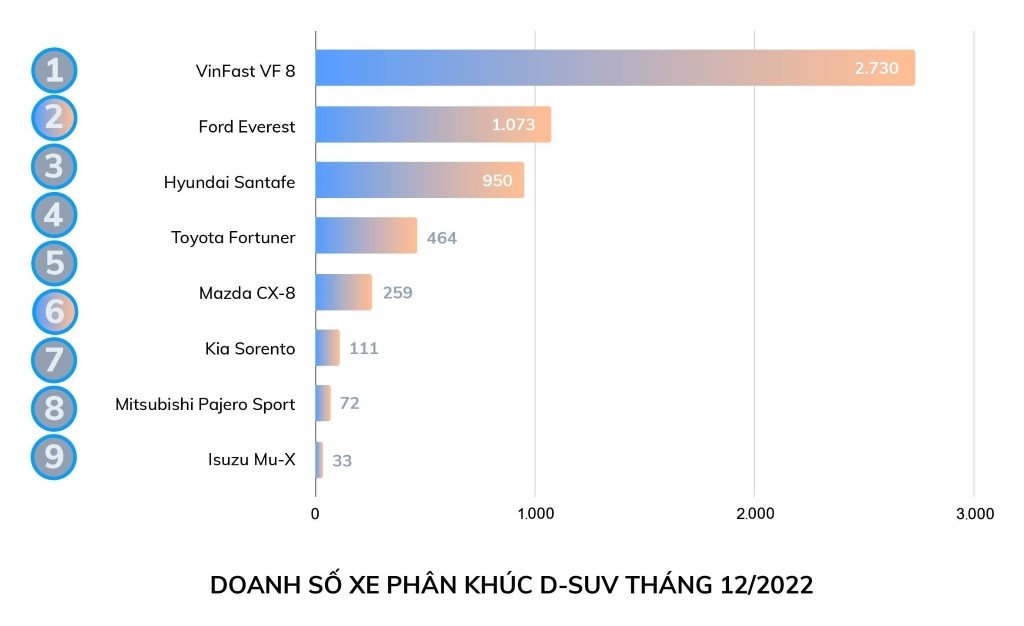 1
VinFast VF 8
2.730
2
Ford Everest
1.073
3
Hyundai Santafe
950
4
Toyota Fortuner
464
5
Mazda CX-8
259
6
Kia Sorento
111
7
Mitsubishi Pajero Sport
72
8
Isuzu Mu-X
33
9
0
1.000
2.000
3.000
DOANH SỐ XE PHÂN KHÚC D-SUV THÁNG 12/2022